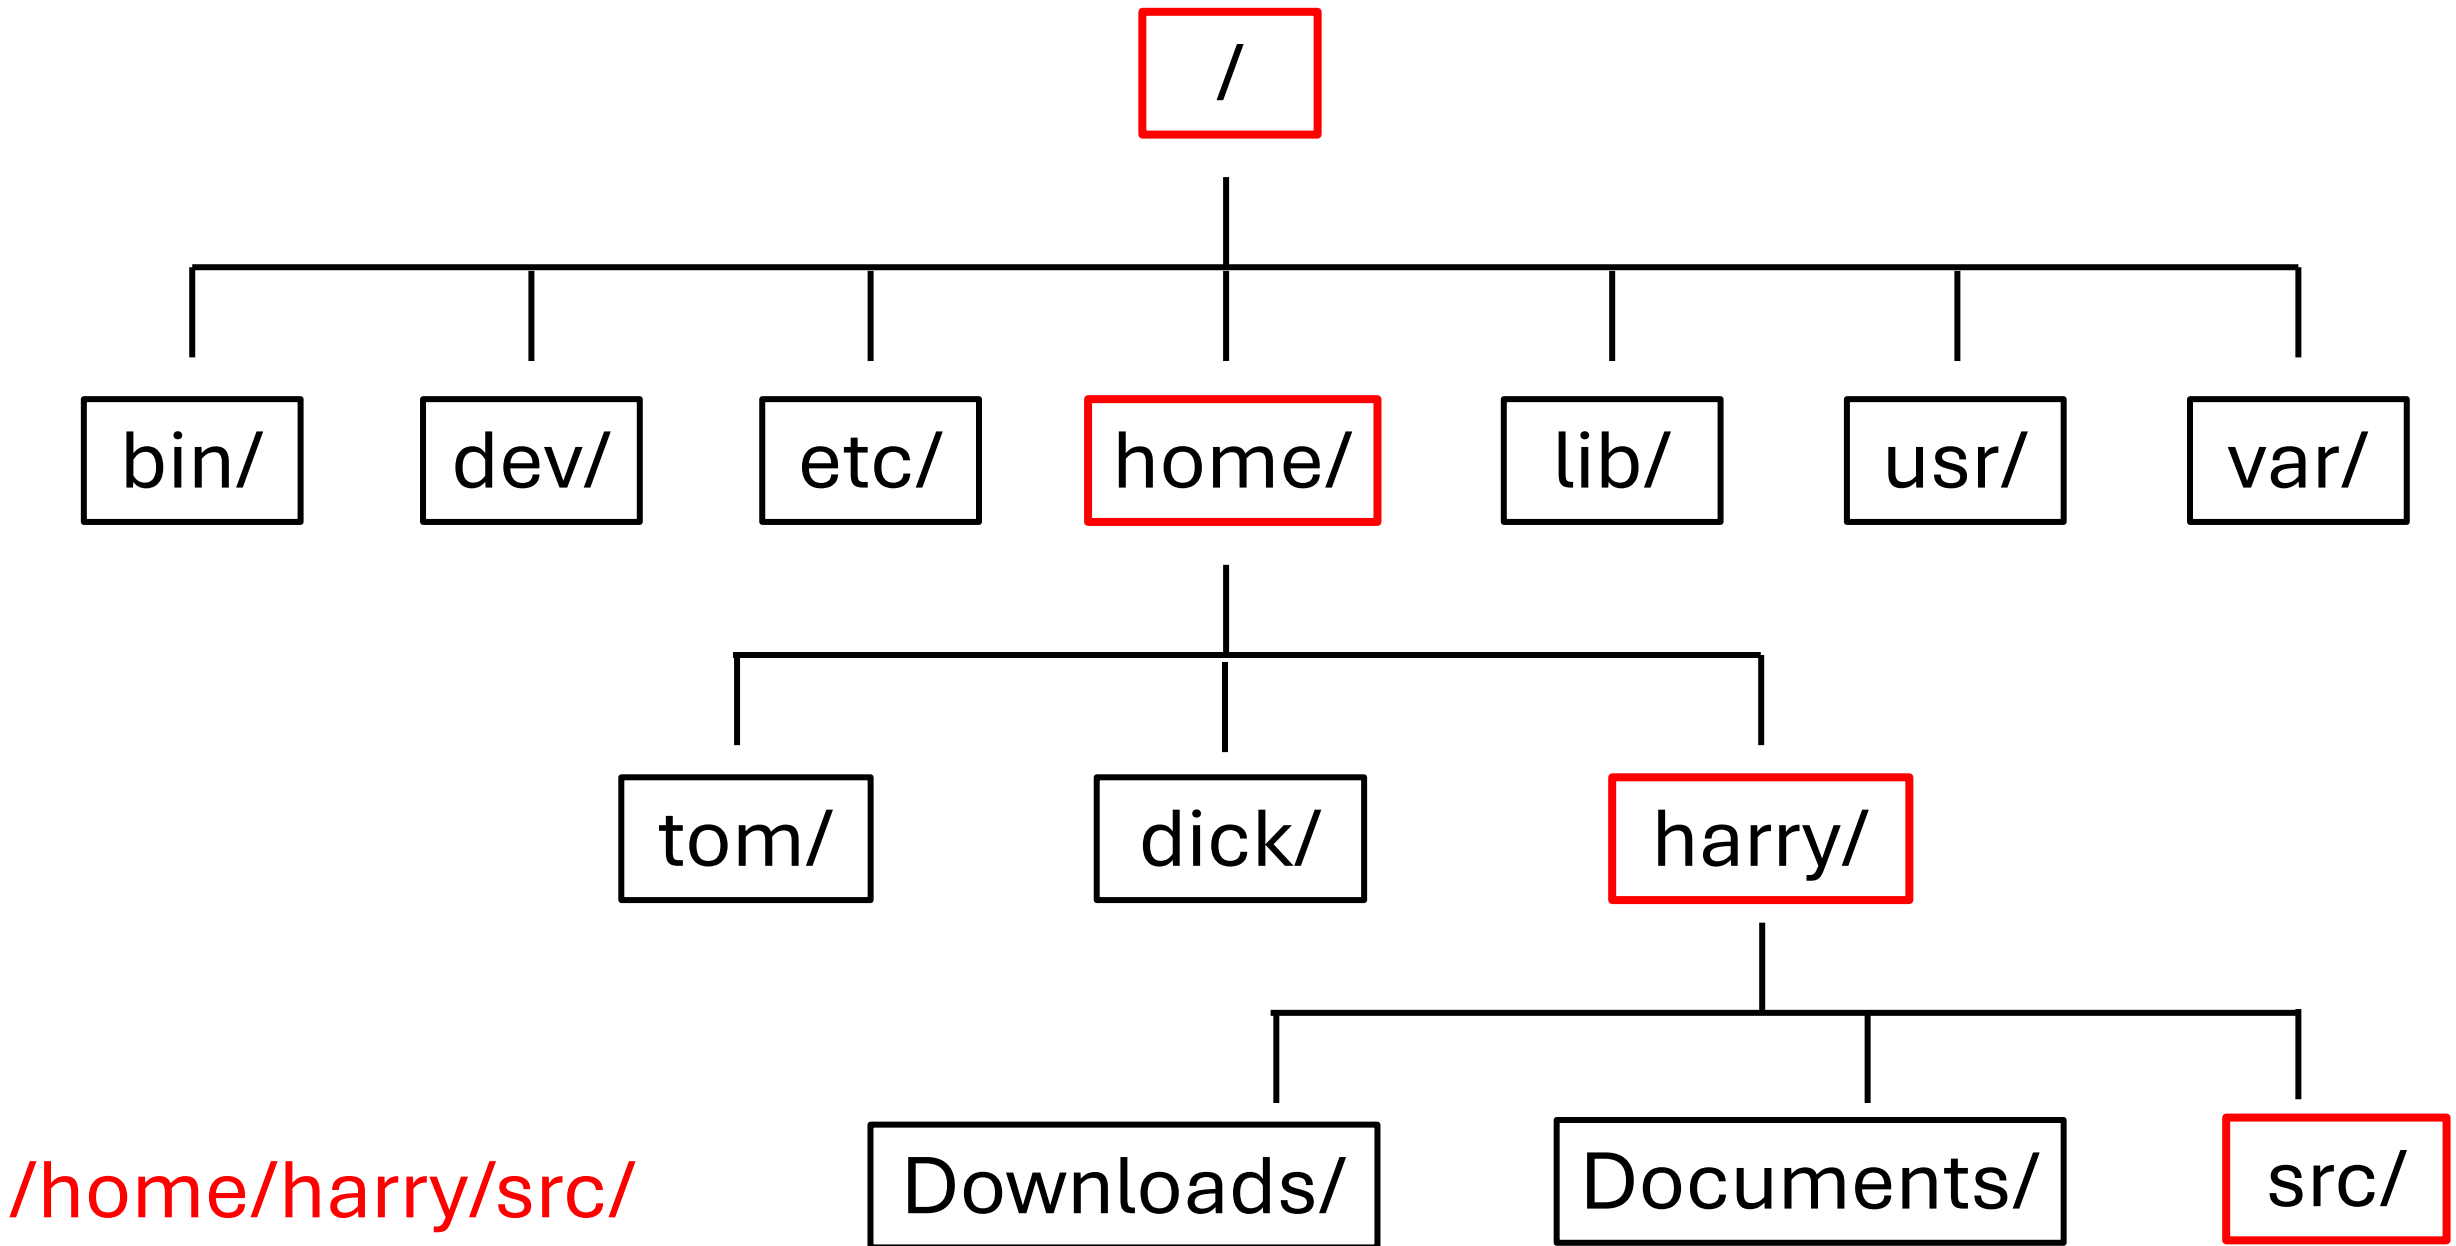 /
bin/ dev/ etc/ home/ lib/ usr/ var/
tom/ dick/ harry/
Downloads/ Documents/ src/
/home/harry/src/